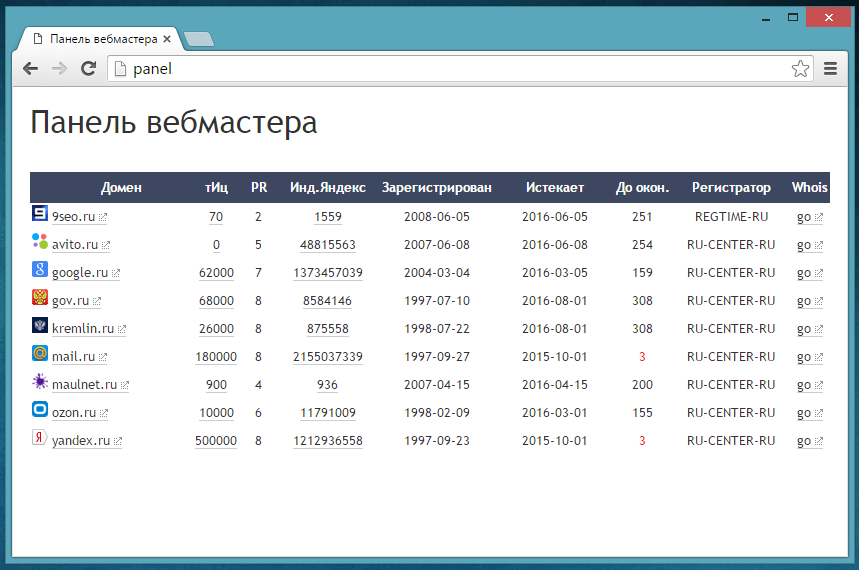 Панель вебмастера
panel
Панель вебмастера
Домен тИц PR Инд.Яндекс Зарегистрирован Истекает До окон. Регистратор Whois
9seo.ru 70 2 1559 2008-06-05 2016-06-05 251 REGTIME-RU go
avito.ru 0 5 48815563 2007-06-08 2016-06-08 254 RU-CENTER-RU go
google.ru 62000 7 1373457039 2004-03-04 2016-03-05 159 RU-CENTER-RU go
gov.ru 68000 8 8584146 1997-07-10 2016-08-01 308 RU-CENTER-RU go
kremlin.ru 26000 8 875558 1998-07-22 2016-08-01 308 RU-CENTER-RU go
mail.ru 180000 8 2155037339 1997-09-27 2015-10-01 3 RU-CENTER-RU go
maulnet.ru 900 4 936 2007-04-15 2016-04-15 200 RU-CENTER-RU go
ozon.ru 10000 6 11791009 1998-02-09 2016-03-01 155 RU-CENTER-RU go
yandex.ru 500000 8 1212936558 1997-09-23 2015-10-01 3 RU-CENTER-RU go